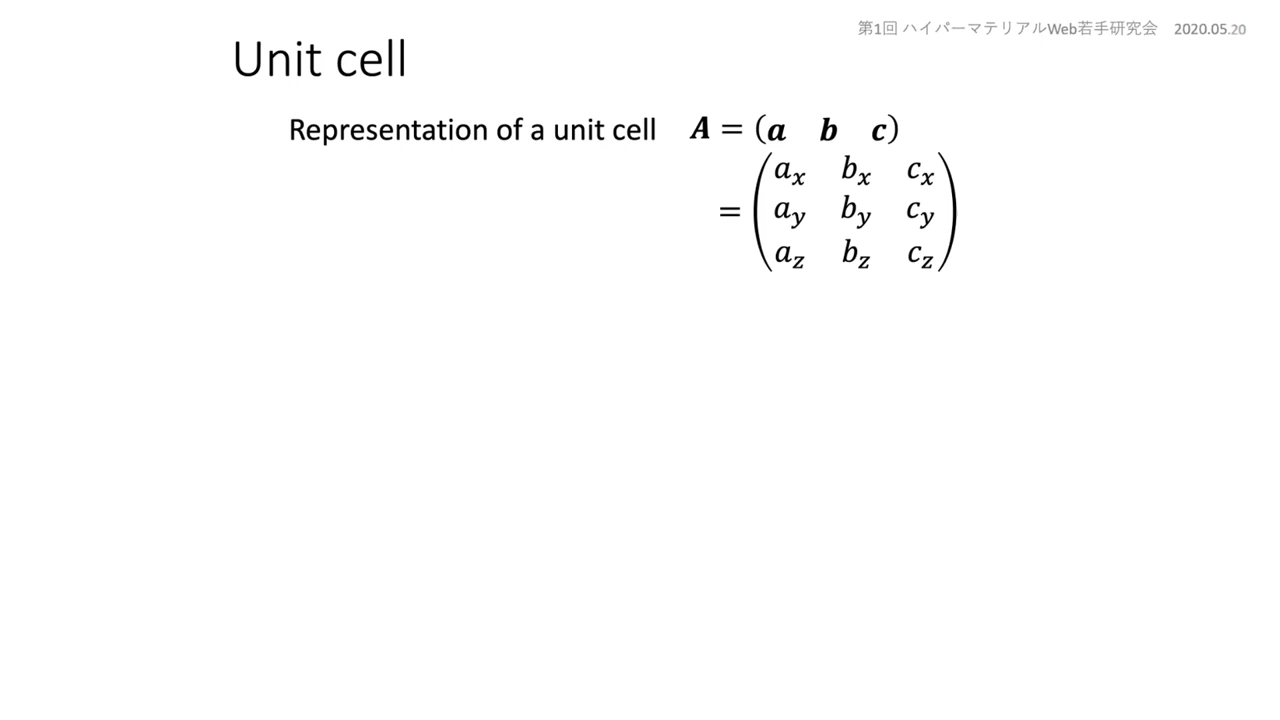 第1回 ハイパーマテリアルWeb若手研究会 2020.05.20
Unit cell
Representation of a unit cell A = (a b c)
= ( a_x b_x c_x
a_y b_y c_y
a_z b_z c_z )